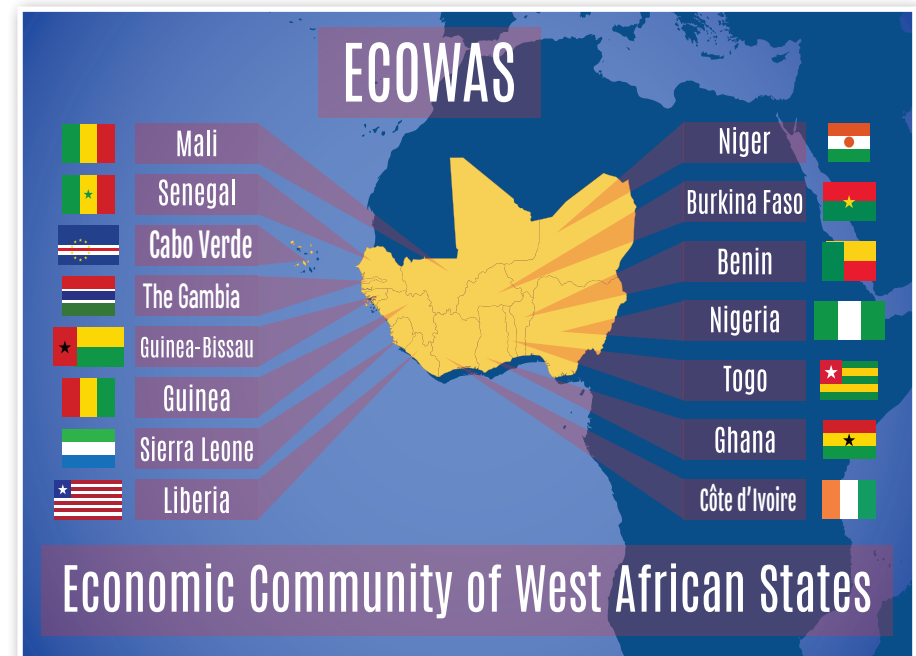 ECOWAS
Mali
Senegal
Cabo Verde
The Gambia
Guinea-Bissau
Guinea
Sierra Leone
Liberia
Niger
Burkina Faso
Benin
Nigeria
Togo
Ghana
Côte d'Ivoire
Economic Community of West African States